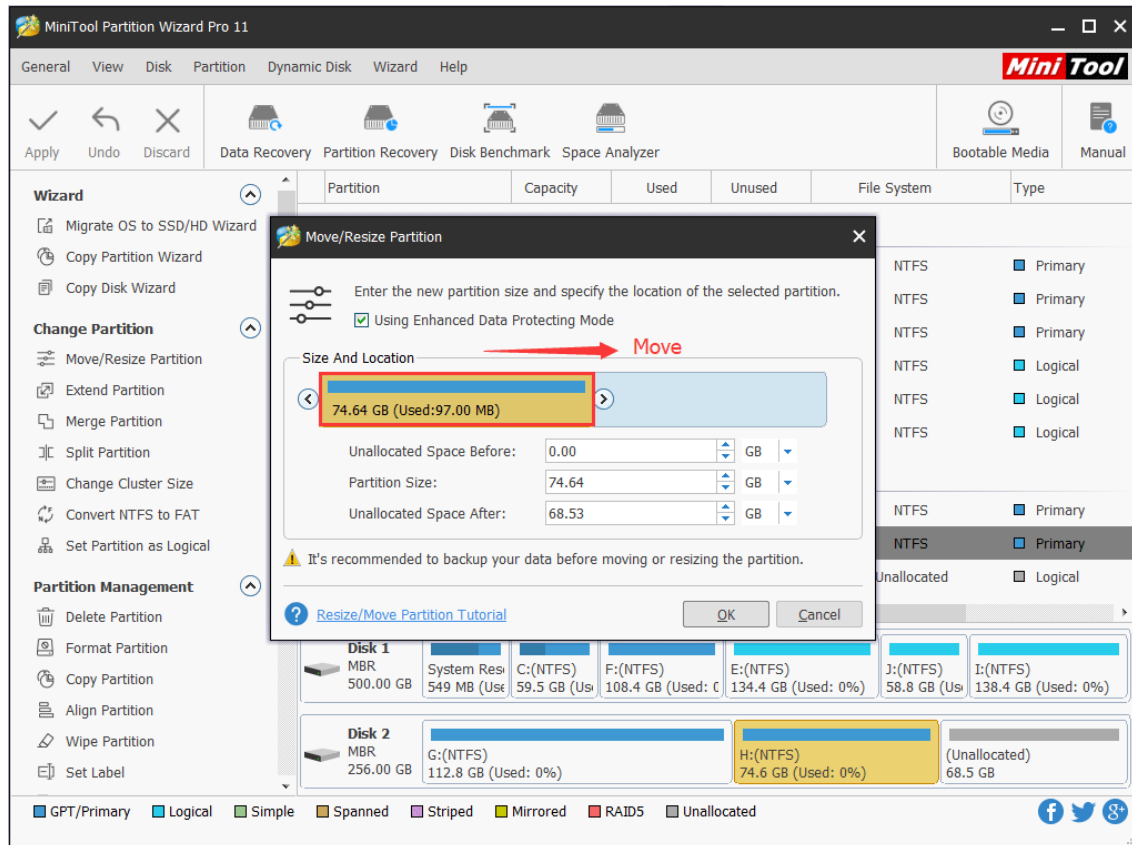 MiniTool Partition Wizard Pro 11
General View Disk Partition Dynamic Disk Wizard Help
Mini Tool
Apply Undo Discard Data Recovery Partition Recovery Disk Benchmark Space Analyzer Bootable Media Manual
Wizard
Migrate OS to SSD/HD Wizard
Copy Partition Wizard
Copy Disk Wizard
Change Partition
Move/Resize Partition
Extend Partition
Merge Partition
Split Partition
Change Cluster Size
Convert NTFS to FAT
Set Partition as Logical
Partition Management
Delete Partition
Format Partition
Copy Partition
Align Partition
Wipe Partition
Set Label
Partition Capacity Used Unused File System Type
NTFS Primary
NTFS Primary
NTFS Primary
NTFS Logical
NTFS Logical
NTFS Logical
NTFS Primary
NTFS Primary
Unallocated Logical
Move/Resize Partition
Enter the new partition size and specify the location of the selected partition.
Using Enhanced Data Protecting Mode
Move
Size And Location
74.64 GB (Used:97.00 MB)
Unallocated Space Before: 0.00 GB
Partition Size: 74.64 GB
Unallocated Space After: 68.53 GB
It's recommended to backup your data before moving or resizing the partition.
Resize/Move Partition Tutorial OK Cancel
Disk 1
MBR
500.00 GB
System Rese
549 MB (Use
C:(NTFS)
59.5 GB (Us
F:(NTFS)
108.4 GB (Used: 
E:(NTFS)
134.4 GB (Used: 0%)
J:(NTFS)
58.8 GB (Us
I:(NTFS)
138.4 GB (Used: 0%)
Disk 2
MBR
256.00 GB
G:(NTFS)
112.8 GB (Used: 0%)
H:(NTFS)
74.6 GB (Used: 0%)
(Unallocated)
68.5 GB
GPT/Primary Logical Simple Spanned Striped Mirrored RAID5 Unallocated